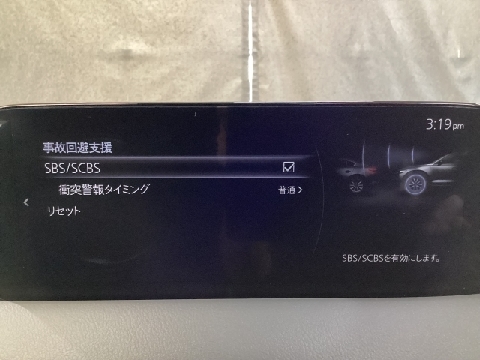 3:19pm
事故回避支援
SBS/SCBS
衝突警報タイミング 普通
リセット
SBS/SCBSを有効にします。